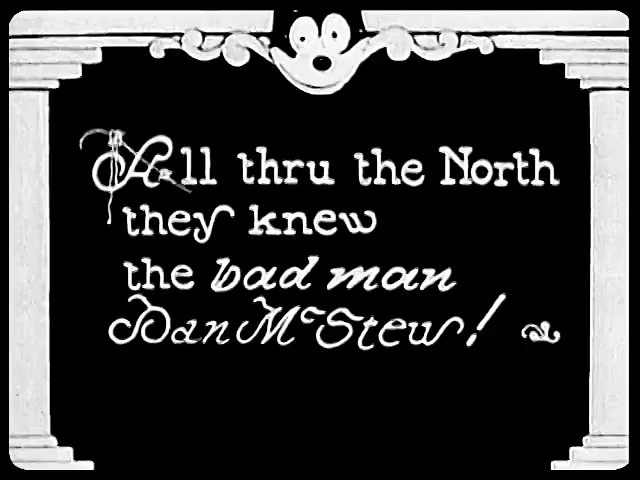 All thru the North
they knew
the bad man
Dan McStew!